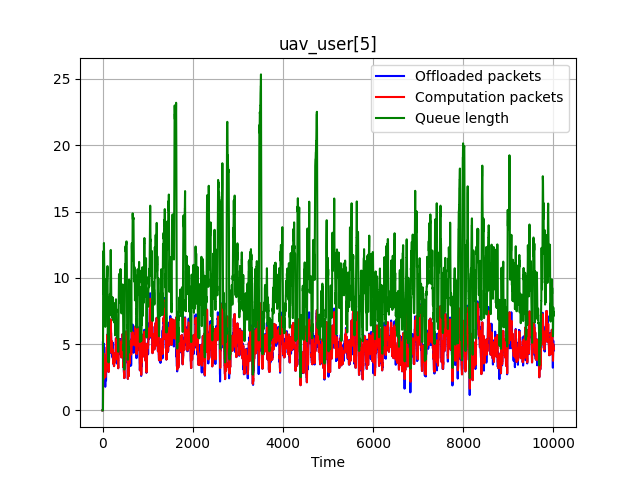 uav_user[5]
Offloaded packets
Computation packets
Queue length
25
20
15
10
5
0
0 2000 4000 6000 8000 10000
Time